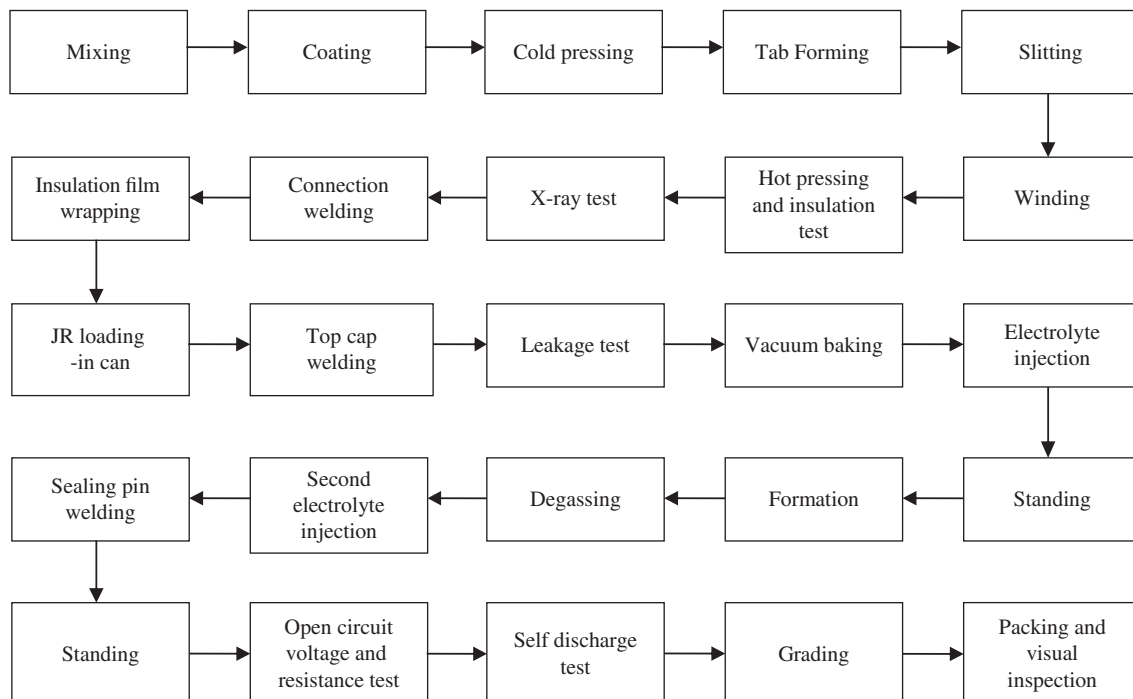 Mixing
Coating
Cold pressing
Tab Forming
Slitting
Winding
Hot pressing
and insulation
test
X-ray test
Connection
welding
Insulation film
wrapping
JR loading
-in can
Top cap
welding
Leakage test
Vacuum baking
Electrolyte
injection
Standing
Formation
Degassing
Second
electrolyte
injection
Sealing pin
welding
Standing
Open circuit
voltage and
resistance test
Self discharge
test
Grading
Packing and
visual
inspection